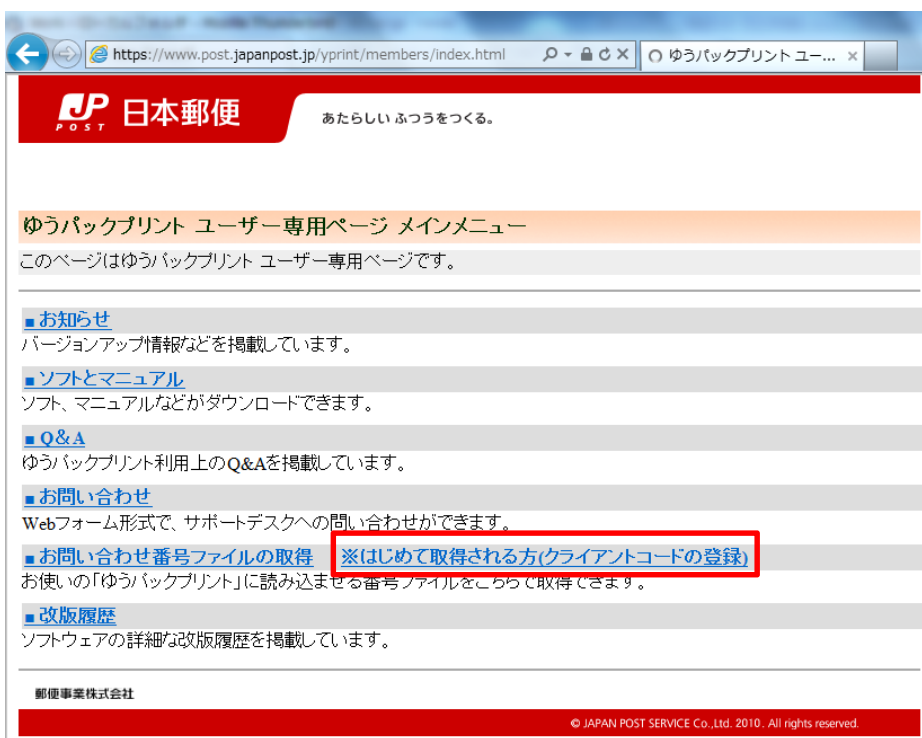 https://www.post.japanpost.jp/yprint/members/index.html
ゆうパックプリント ユー...
JP POST 日本郵便
あたらしい ふつうをつくる。
ゆうパックプリント ユーザー専用ページ メインメニュー
このページはゆうパックプリント ユーザー専用ページです。
■お知らせ
バージョンアップ情報などを掲載しています。
■ソフトとマニュアル
ソフト、マニュアルなどがダウンロードできます。
■Q&A
ゆうパックプリント利用上のQ&Aを掲載しています。
■お問い合わせ
Webフォーム形式で、サポートデスクへの問い合わせができます。
■お問い合わせ番号ファイルの取得 ※はじめて取得される方(クライアントコードの登録)
お使いの「ゆうパックプリント」に読み込ませる番号ファイルをこちらで取得できます。
■改版履歴
ソフトウェアの詳細な改版履歴を掲載しています。
郵便事業株式会社
© JAPAN POST SERVICE Co.,Ltd. 2010. All rights reserved.